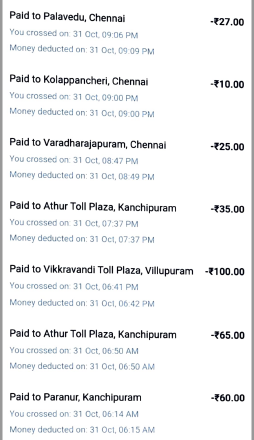 Paid to Palavedu, Chennai
-₹27.00
You crossed on: 31 Oct, 09:06 PM
Money deducted on: 31 Oct, 09:09 PM
Paid to Kolappancheri, Chennai
-₹10.00
You crossed on: 31 Oct, 09:00 PM
Money deducted on: 31 Oct, 09:00 PM
Paid to Varadharajapuram, Chennai
-₹25.00
You crossed on: 31 Oct, 08:47 PM
Money deducted on: 31 Oct, 08:49 PM
Paid to Athur Toll Plaza, Kanchipuram
-₹35.00
You crossed on: 31 Oct, 07:37 PM
Money deducted on: 31 Oct, 07:37 PM
Paid to Vikkravandi Toll Plaza, Villupuram
-₹100.00
You crossed on: 31 Oct, 06:41 PM
Money deducted on: 31 Oct, 06:42 PM
Paid to Athur Toll Plaza, Kanchipuram
-₹65.00
You crossed on: 31 Oct, 06:50 AM
Money deducted on: 31 Oct, 06:50 AM
Paid to Paranur, Kanchipuram
-₹60.00
You crossed on: 31 Oct, 06:14 AM
Money deducted on: 31 Oct, 06:15 AM